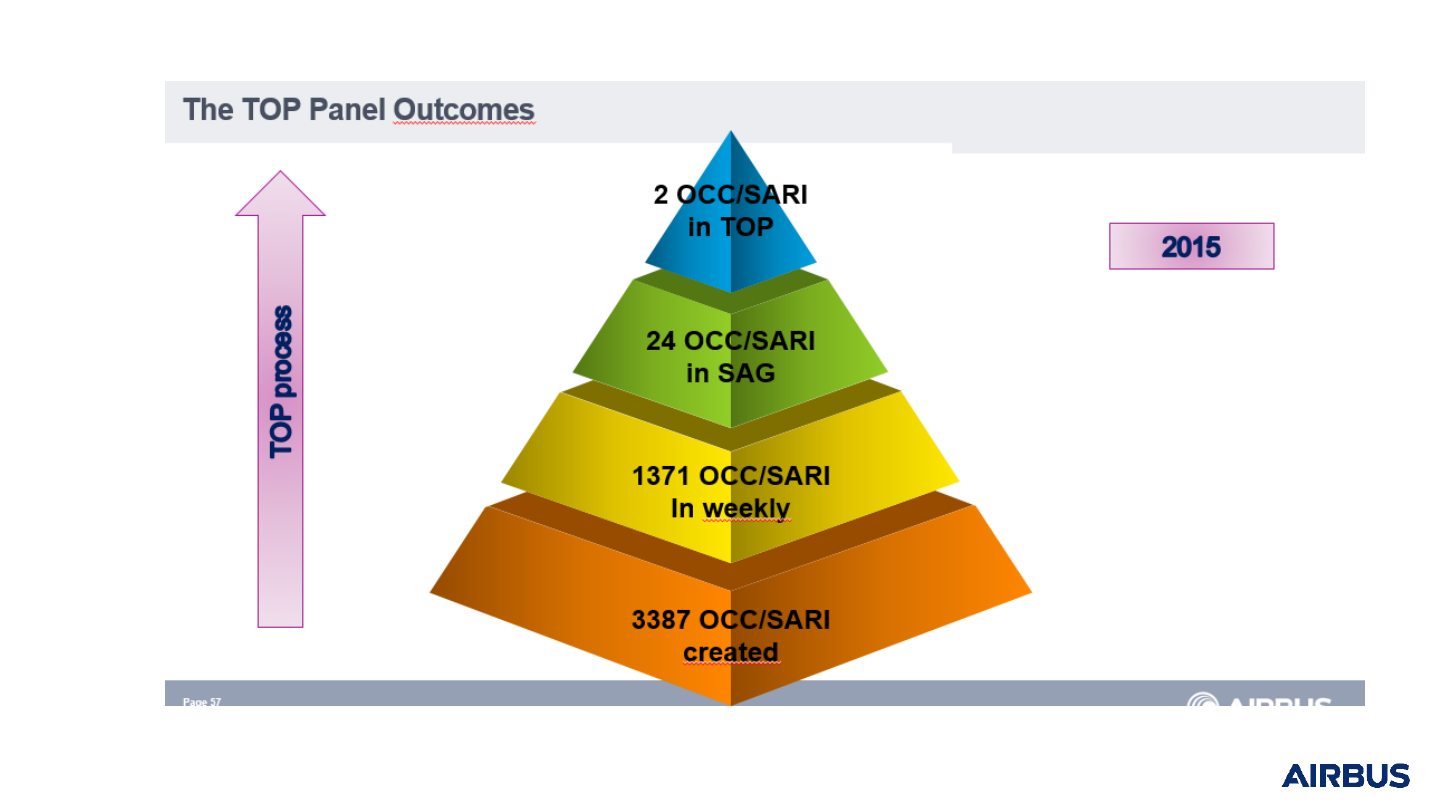 The TOP Panel Outcomes
2 OCC/SARI
in TOP
2015
TOP process
24 OCC/SARI
in SAG
1371 OCC/SARI
In weekly
3387 OCC/SARI
created
Page 57
AIRBUS
AIRBUS